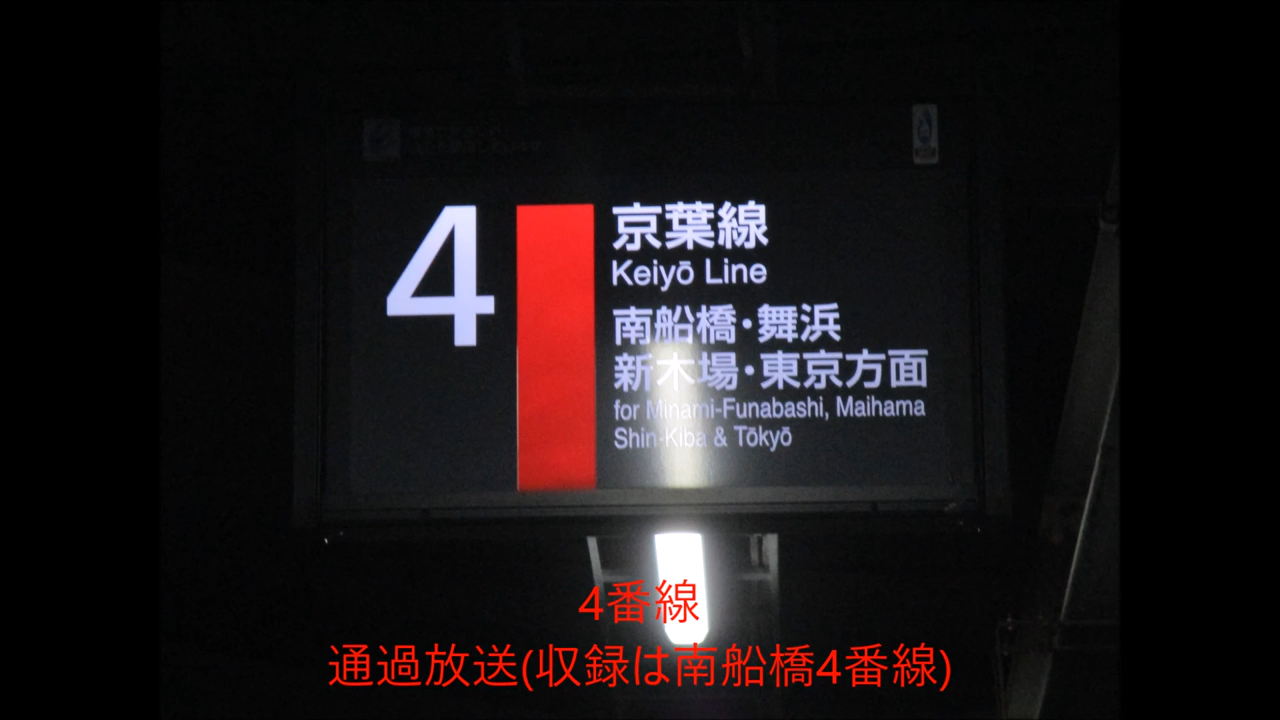 4
京葉線
Keiyō Line
南船橋・舞浜
新木場・東京方面
for Minami-Funabashi, Maihama
Shin-Kiba & Tōkyō
4番線
通過放送(収録は南船橋4番線)